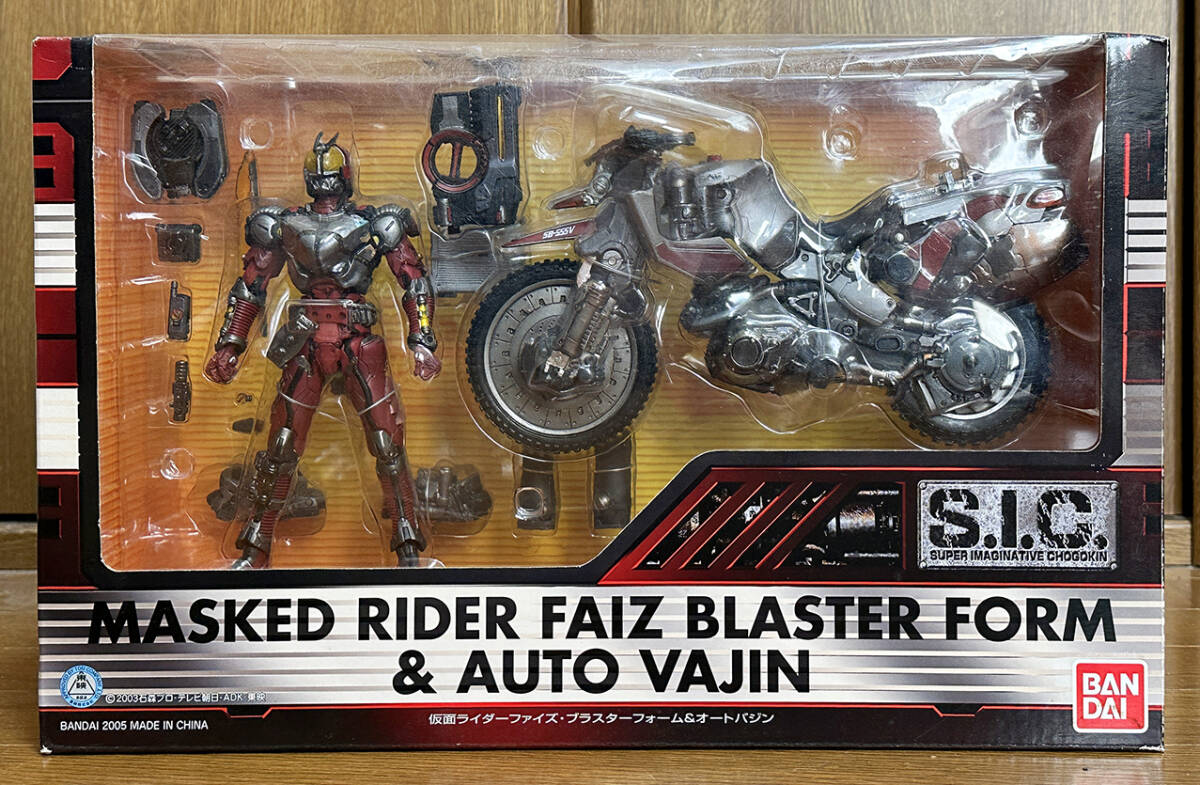 SB-555V
S.I.C.
SUPER IMAGINATIVE CHOGOKIN
MASKED RIDER FAIZ BLASTER FORM
& AUTO VAJIN
©2003石森プロ・テレビ朝日・ADK・東映
BANDAI 2005 MADE IN CHINA
仮面ライダーファイズ・ブラスターフォーム&オートバジン
BAN
DAI
東映